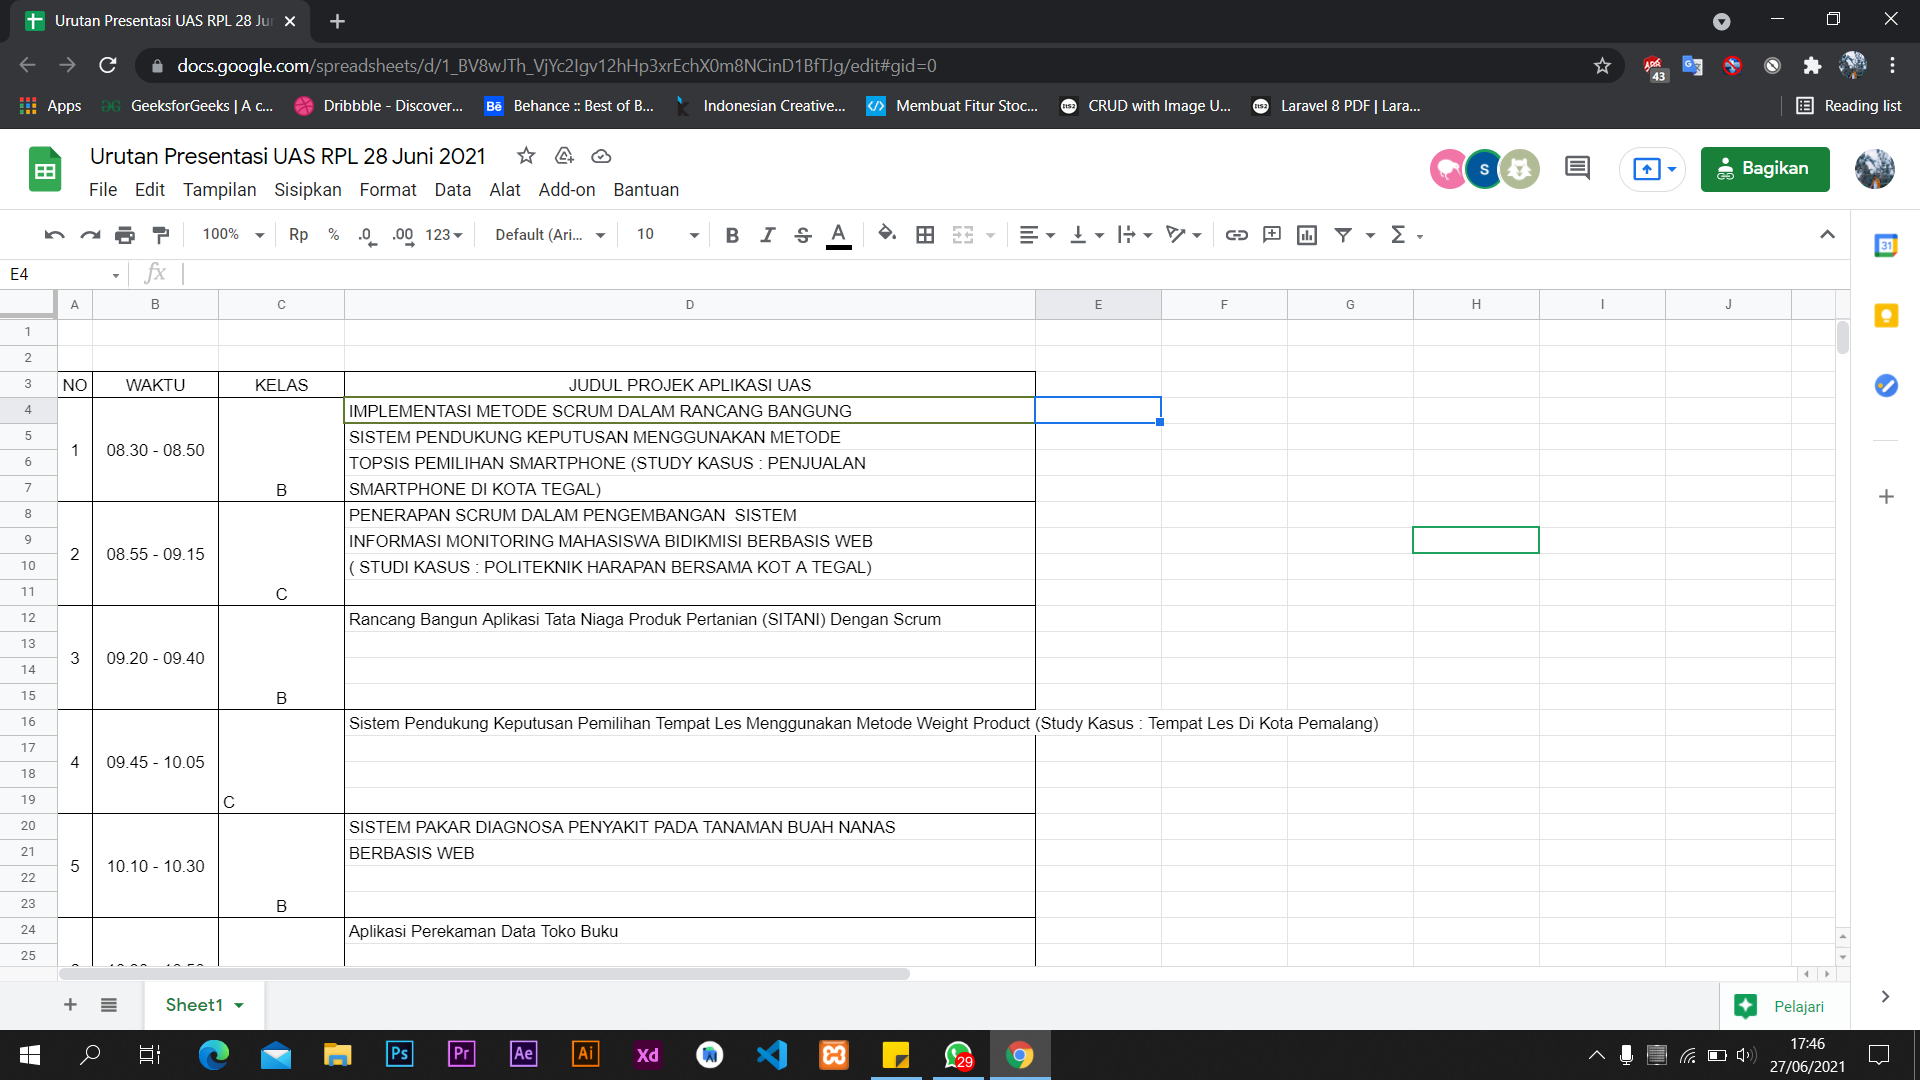 Urutan Presentasi UAS RPL 28 Jun
docs.google.com/spreadsheets/d/1_BV8wJTh_VjYc2Igv12hHp3xrEchX0m8NCinD1BfTJg/edit#gid=0
43
Apps GeeksforGeeks | A c... Dribbble - Discover... Behance :: Best of B... Indonesian Creative... Membuat Fitur Stoc... CRUD with Image U... Laravel 8 PDF | Lara... Reading list
Urutan Presentasi UAS RPL 28 Juni 2021
File Edit Tampilan Sisipkan Format Data Alat Add-on Bantuan
S
Bagikan
100% Rp % .0 .00 123 Default (Ari... 10 B I S A
31
E4 fx
A B C D E F G H I J
1
2
3 NO WAKTU KELAS JUDUL PROJEK APLIKASI UAS
4 IMPLEMENTASI METODE SCRUM DALAM RANCANG BANGUNG
5 SISTEM PENDUKUNG KEPUTUSAN MENGGUNAKAN METODE
1 08.30 - 08.50
6 TOPSIS PEMILIHAN SMARTPHONE (STUDY KASUS : PENJUALAN
7 B SMARTPHONE DI KOTA TEGAL)
8 PENERAPAN SCRUM DALAM PENGEMBANGAN  SISTEM
9 INFORMASI MONITORING MAHASISWA BIDIKMISI BERBASIS WEB
2 08.55 - 09.15
10 ( STUDI KASUS : POLITEKNIK HARAPAN BERSAMA KOT A TEGAL)
11 C
12 Rancang Bangun Aplikasi Tata Niaga Produk Pertanian (SITANI) Dengan Scrum
13
3 09.20 - 09.40
14
15 B
16 Sistem Pendukung Keputusan Pemilihan Tempat Les Menggunakan Metode Weight Product (Study Kasus : Tempat Les Di Kota Pemalang)
17
4 09.45 - 10.05
18
19 C
20 SISTEM PAKAR DIAGNOSA PENYAKIT PADA TANAMAN BUAH NANAS
21 BERBASIS WEB
5 10.10 - 10.30
22
23 B
24 Aplikasi Perekaman Data Toko Buku
25
Sheet1
Pelajari
Ps Pr Ae Ai Xd
29
17:46
27/06/2021